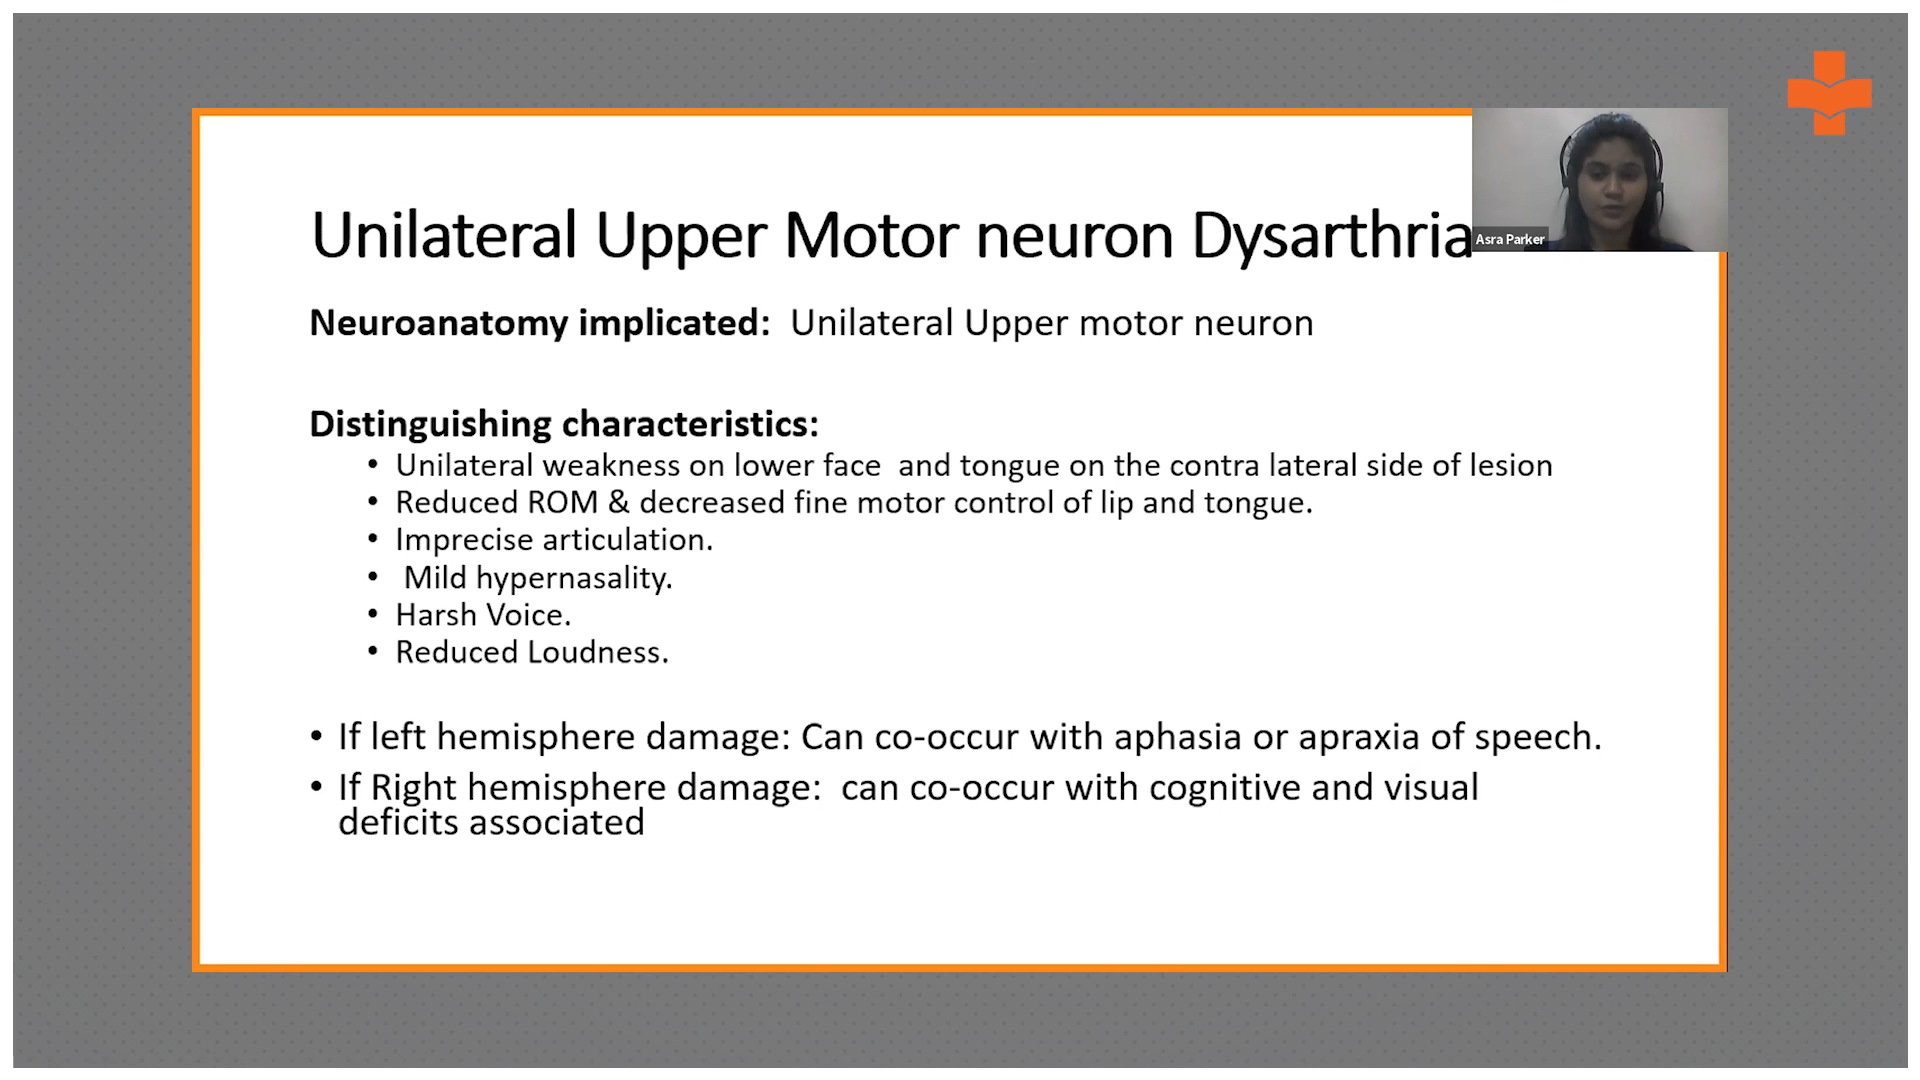 Unilateral Upper Motor neuron Dysarthria
Asra Parker
Neuroanatomy implicated: Unilateral Upper motor neuron
Distinguishing characteristics:
• Unilateral weakness on lower face and tongue on the contra lateral side of lesion
• Reduced ROM & decreased fine motor control of lip and tongue.
• Imprecise articulation.
• Mild hypernasality.
• Harsh Voice.
• Reduced Loudness.
• If left hemisphere damage: Can co-occur with aphasia or apraxia of speech.
• If Right hemisphere damage: can co-occur with cognitive and visual
deficits associated